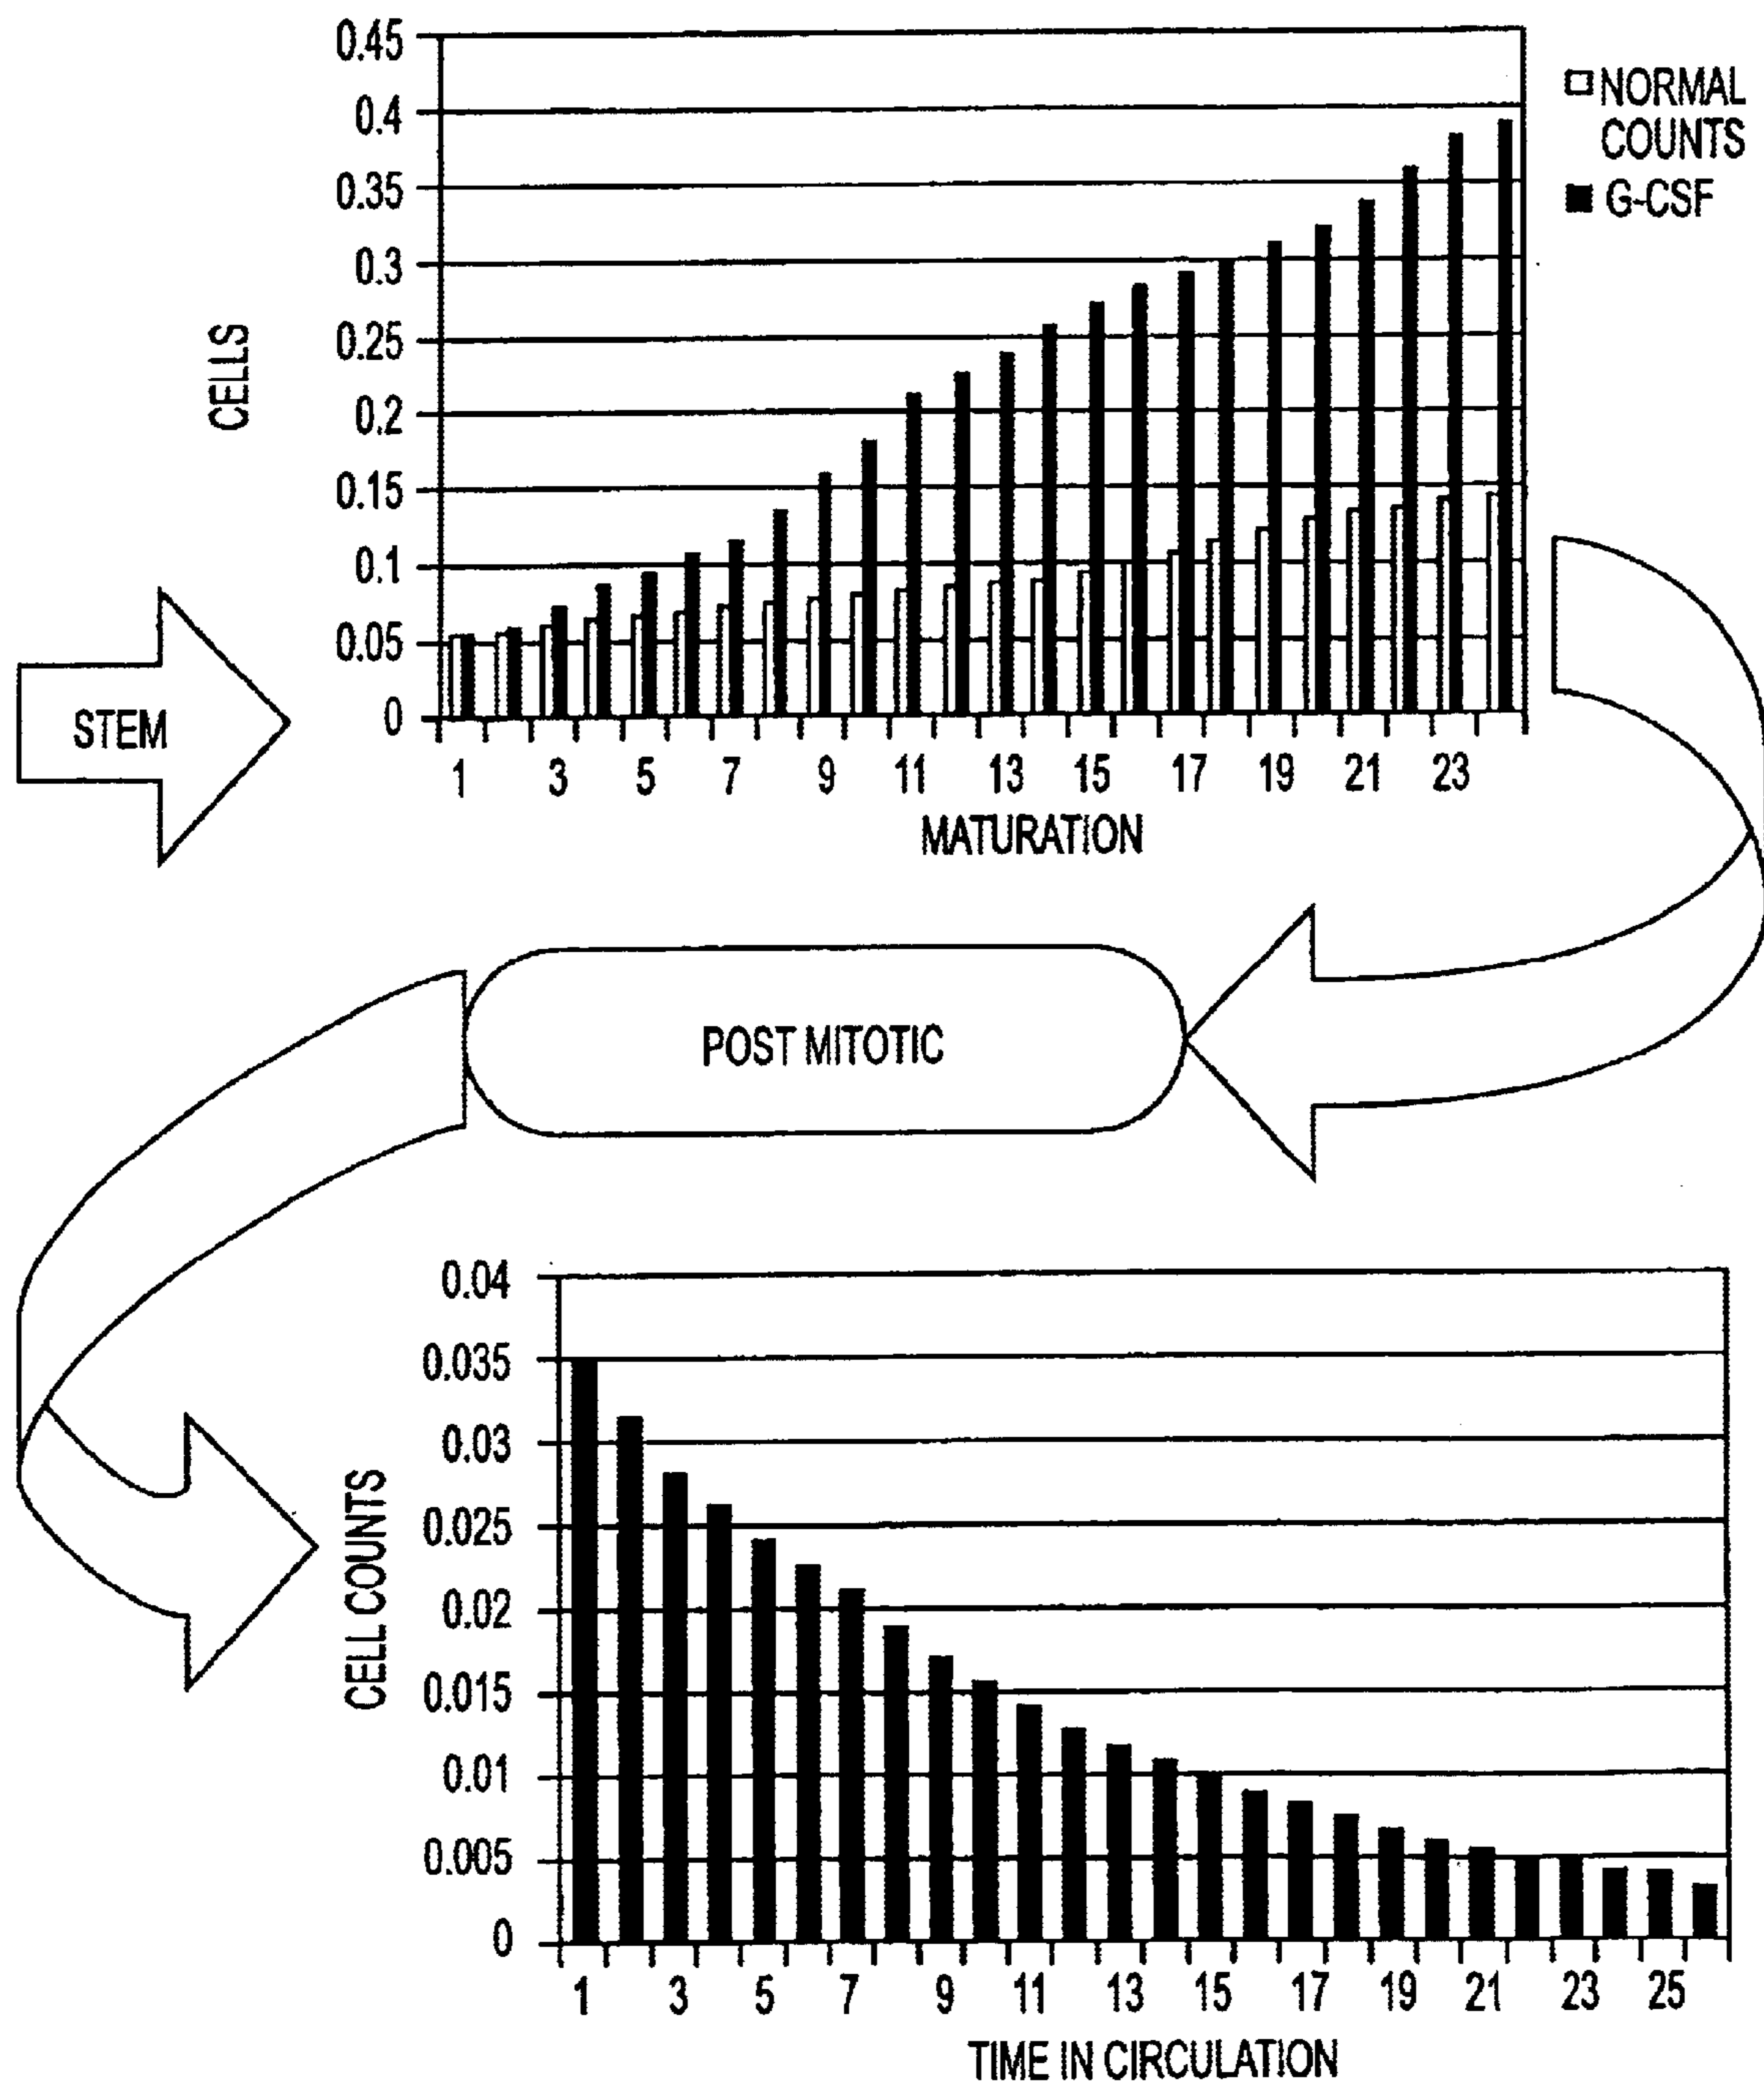 0.45
0.4
0.35
0.3
0.25
0.2
0.15
0.1
0.05
0
CELLS
NORMAL
COUNTS
G-CSF
STEM
1 3 5 7 9 11 13 15 17 19 21 23
MATURATION
POST MITOTIC
0.04
0.035
0.03
0.025
0.02
0.015
0.01
0.005
0
CELL COUNTS
1 3 5 7 9 11 13 15 17 19 21 23 25
TIME IN CIRCULATION